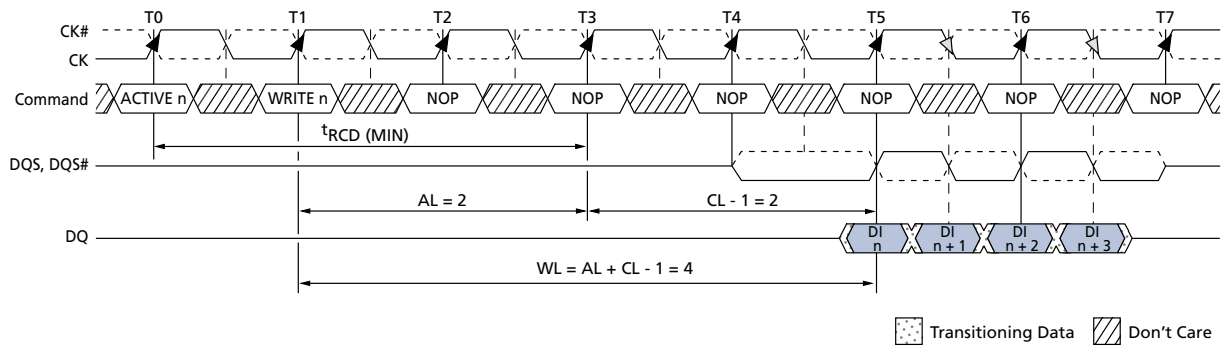 T0 T1 T2 T3 T4 T5 T6 T7
CK#
CK
Command ACTIVE n WRITE n NOP NOP NOP NOP NOP NOP
tRCD (MIN)
DQS, DQS#
AL = 2 CL - 1 = 2
DQ DI n DI n + 1 DI n + 2 DI n + 3
WL = AL + CL - 1 = 4
Transitioning Data Don't Care